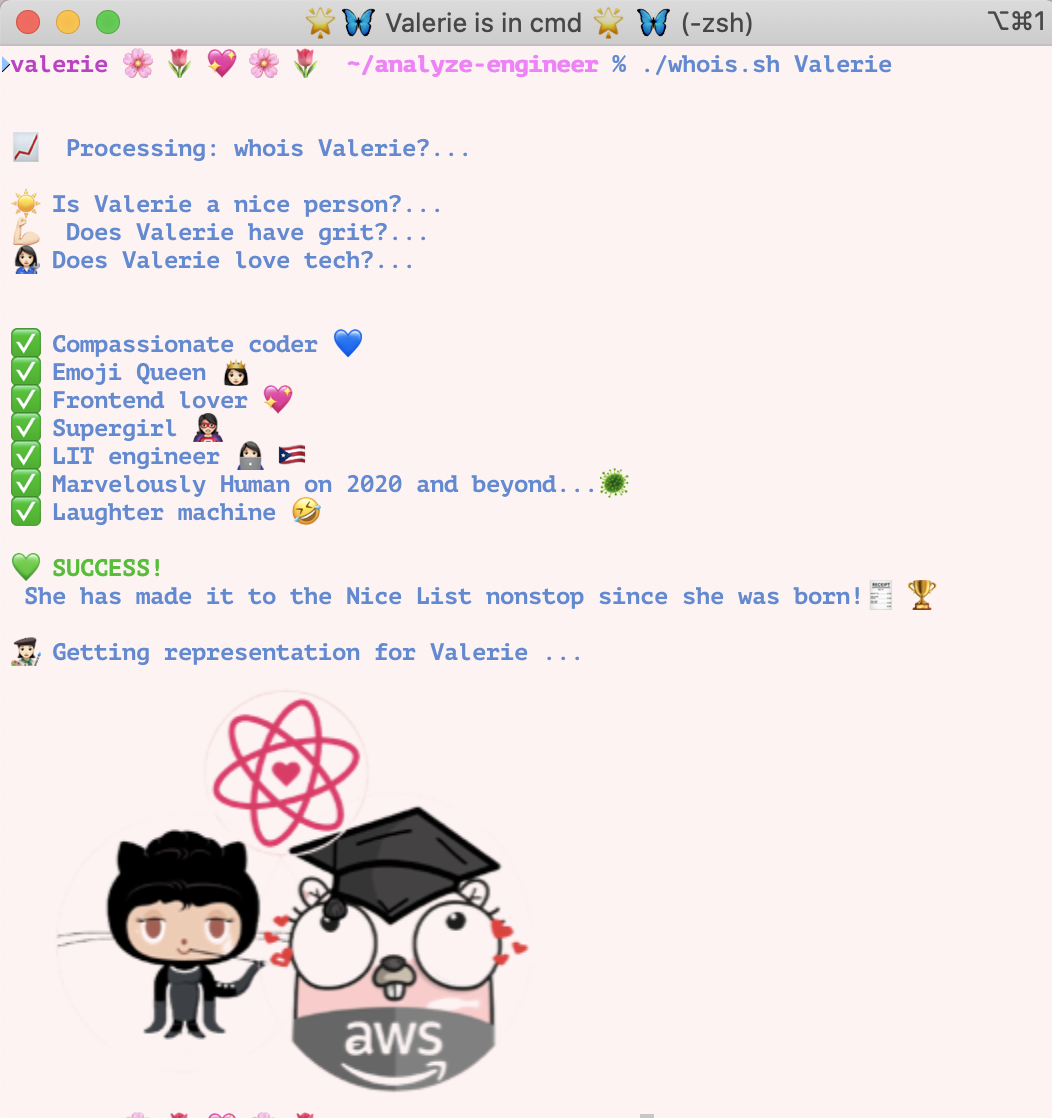 🌟 🦋 Valerie is in cmd 🌟 🦋 (-zsh) ⌥⌘1
valerie 🌸 🌷 💖 🌸 🌷 ~/analyze-engineer % ./whois.sh Valerie
📈 Processing: whois Valerie?...
☀️ Is Valerie a nice person?...
💪🏻 Does Valerie have grit?...
👩🏻‍🔧 Does Valerie love tech?...
✅ Compassionate coder 💙
✅ Emoji Queen 👸🏻
✅ Frontend lover 💖
✅ Supergirl 🦸🏻‍♀️
✅ LIT engineer 👩🏻‍💻 🇵🇷
✅ Marvelously Human on 2020 and beyond...🦠
✅ Laughter machine 🤣
💚 SUCCESS!
She has made it to the Nice List nonstop since she was born!🧾 🏆
👩🏻‍🎨 Getting representation for Valerie ...
aws